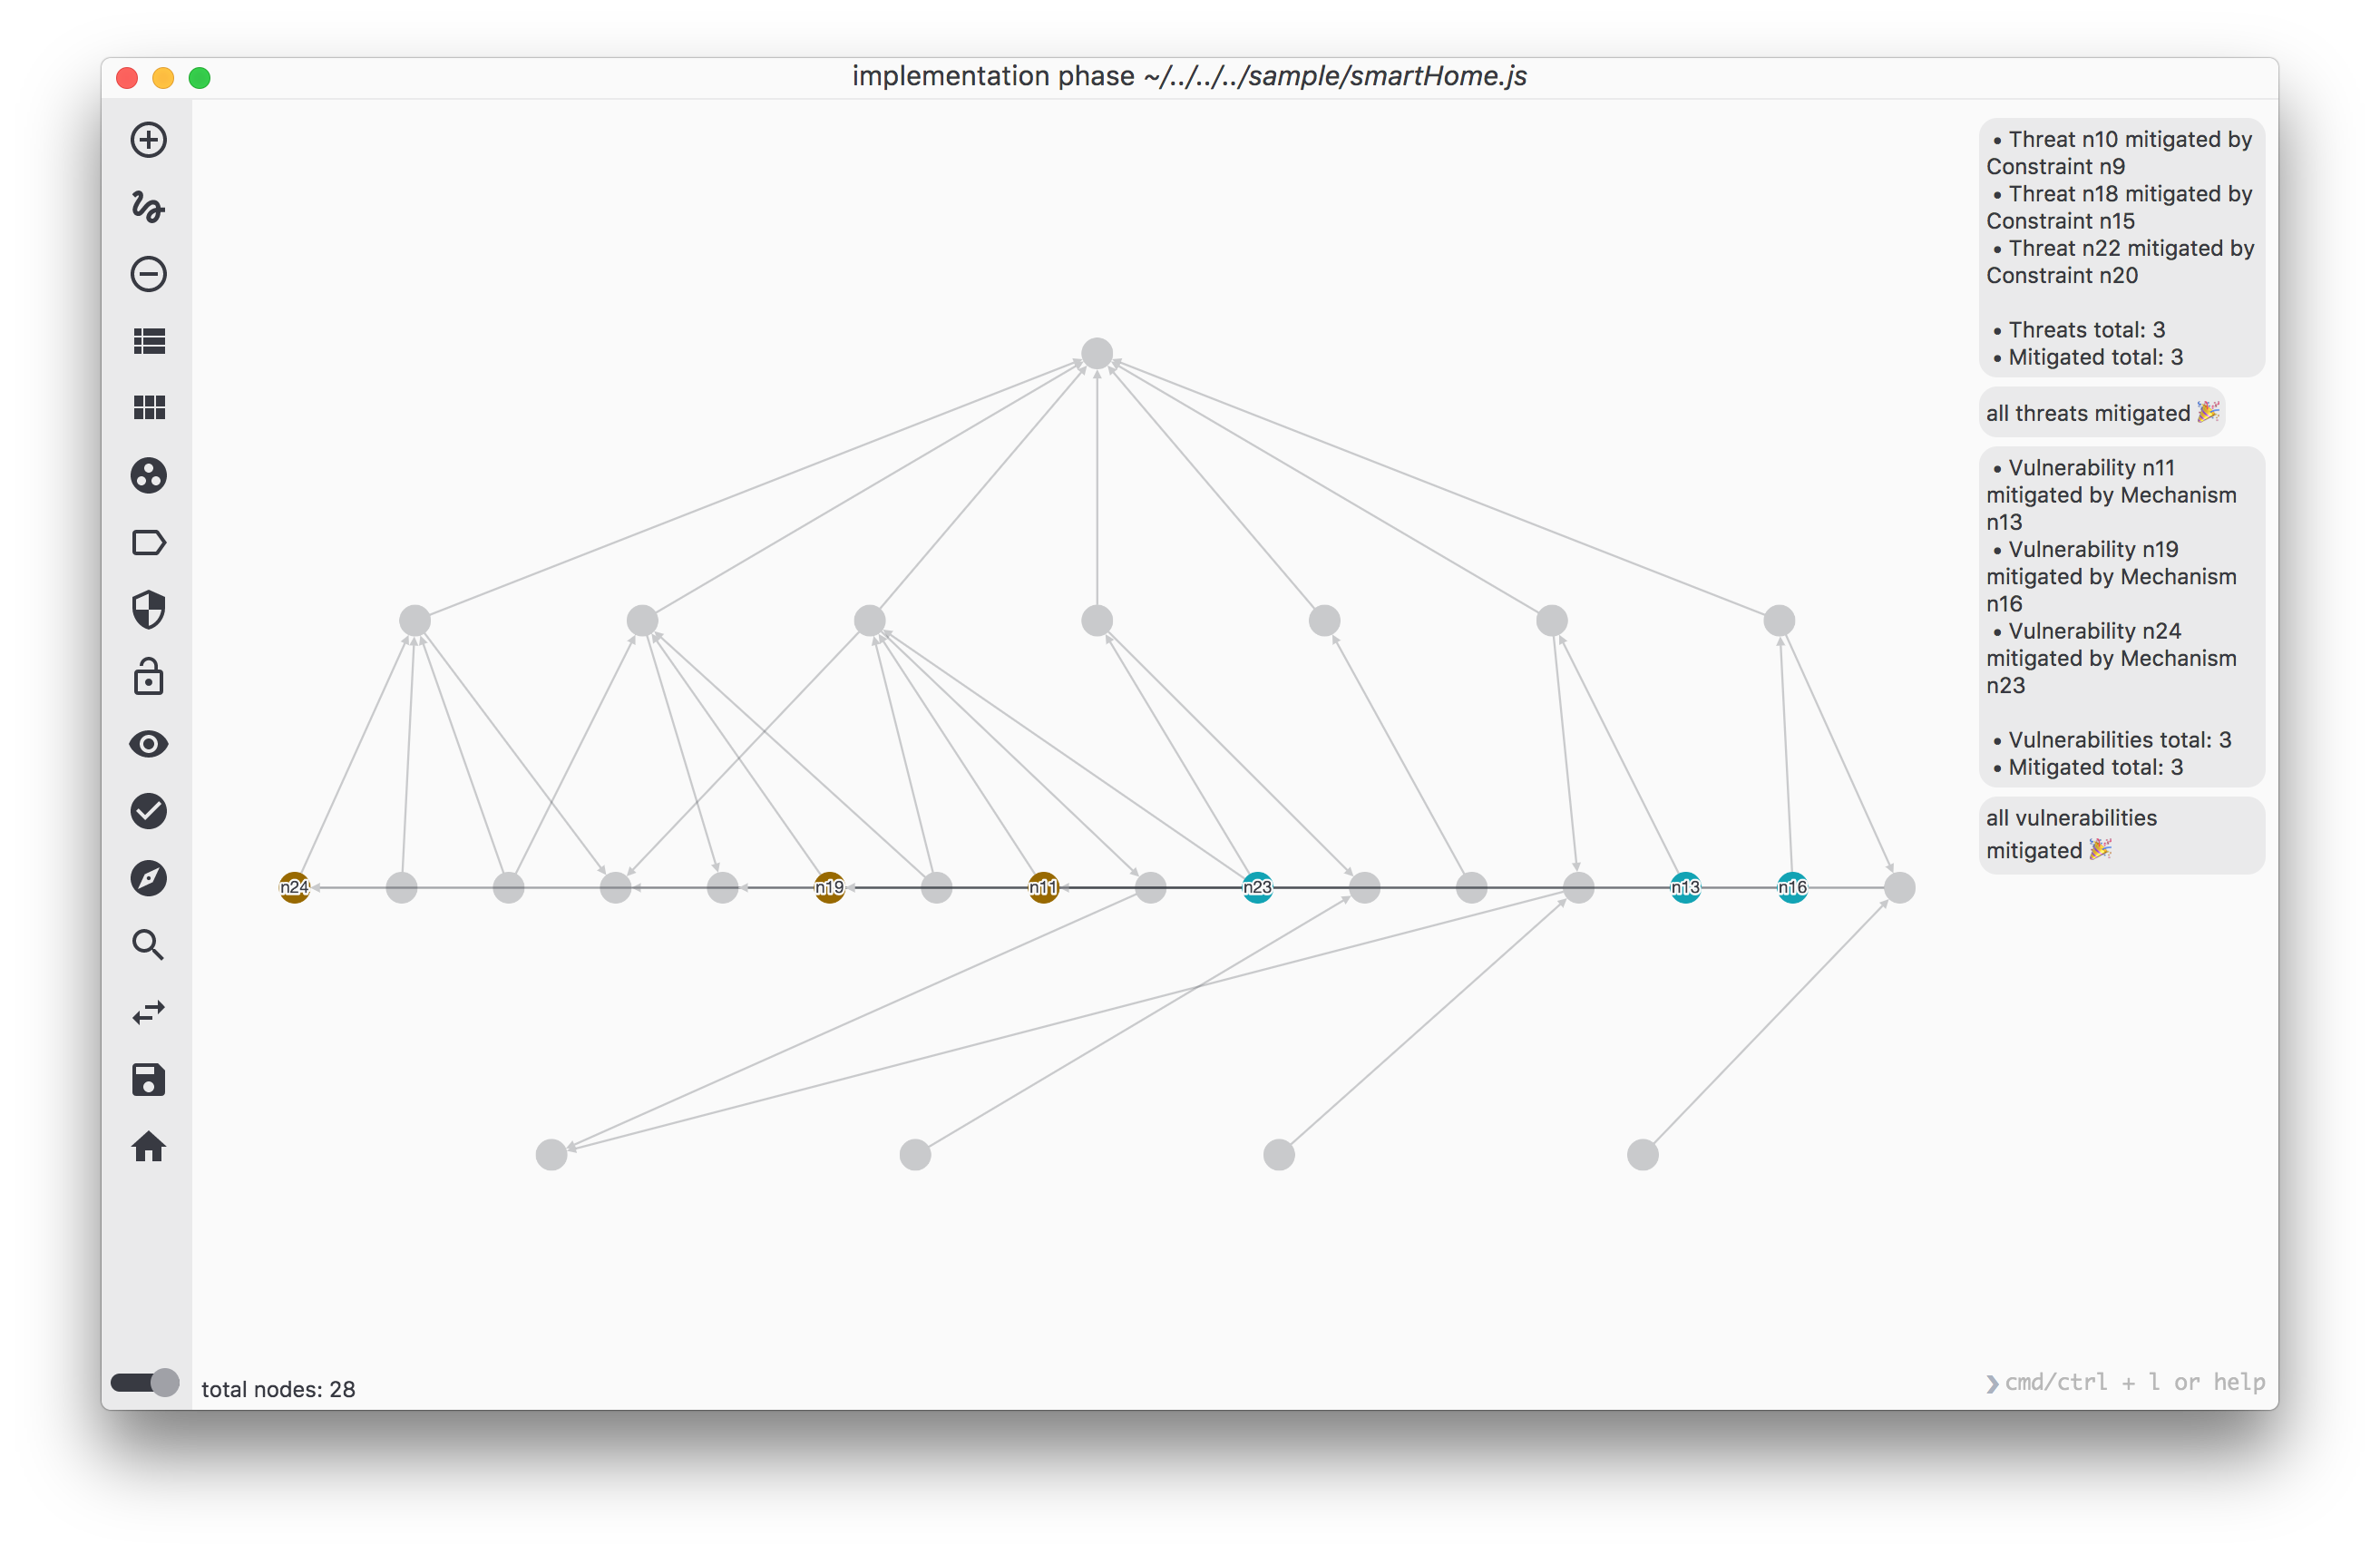 implementation phase ~/../../../sample/smartHome.js
• Threat n10 mitigated by
Constraint n9
• Threat n18 mitigated by
Constraint n15
• Threat n22 mitigated by
Constraint n20
• Threats total: 3
• Mitigated total: 3
all threats mitigated 🎉
• Vulnerability n11
mitigated by Mechanism
n13
• Vulnerability n19
mitigated by Mechanism
n16
• Vulnerability n24
mitigated by Mechanism
n23
• Vulnerabilities total: 3
• Mitigated total: 3
all vulnerabilities
mitigated 🎉
n24 n19 n11 n23 n13 n16
total nodes: 28
❯ cmd/ctrl + l or help